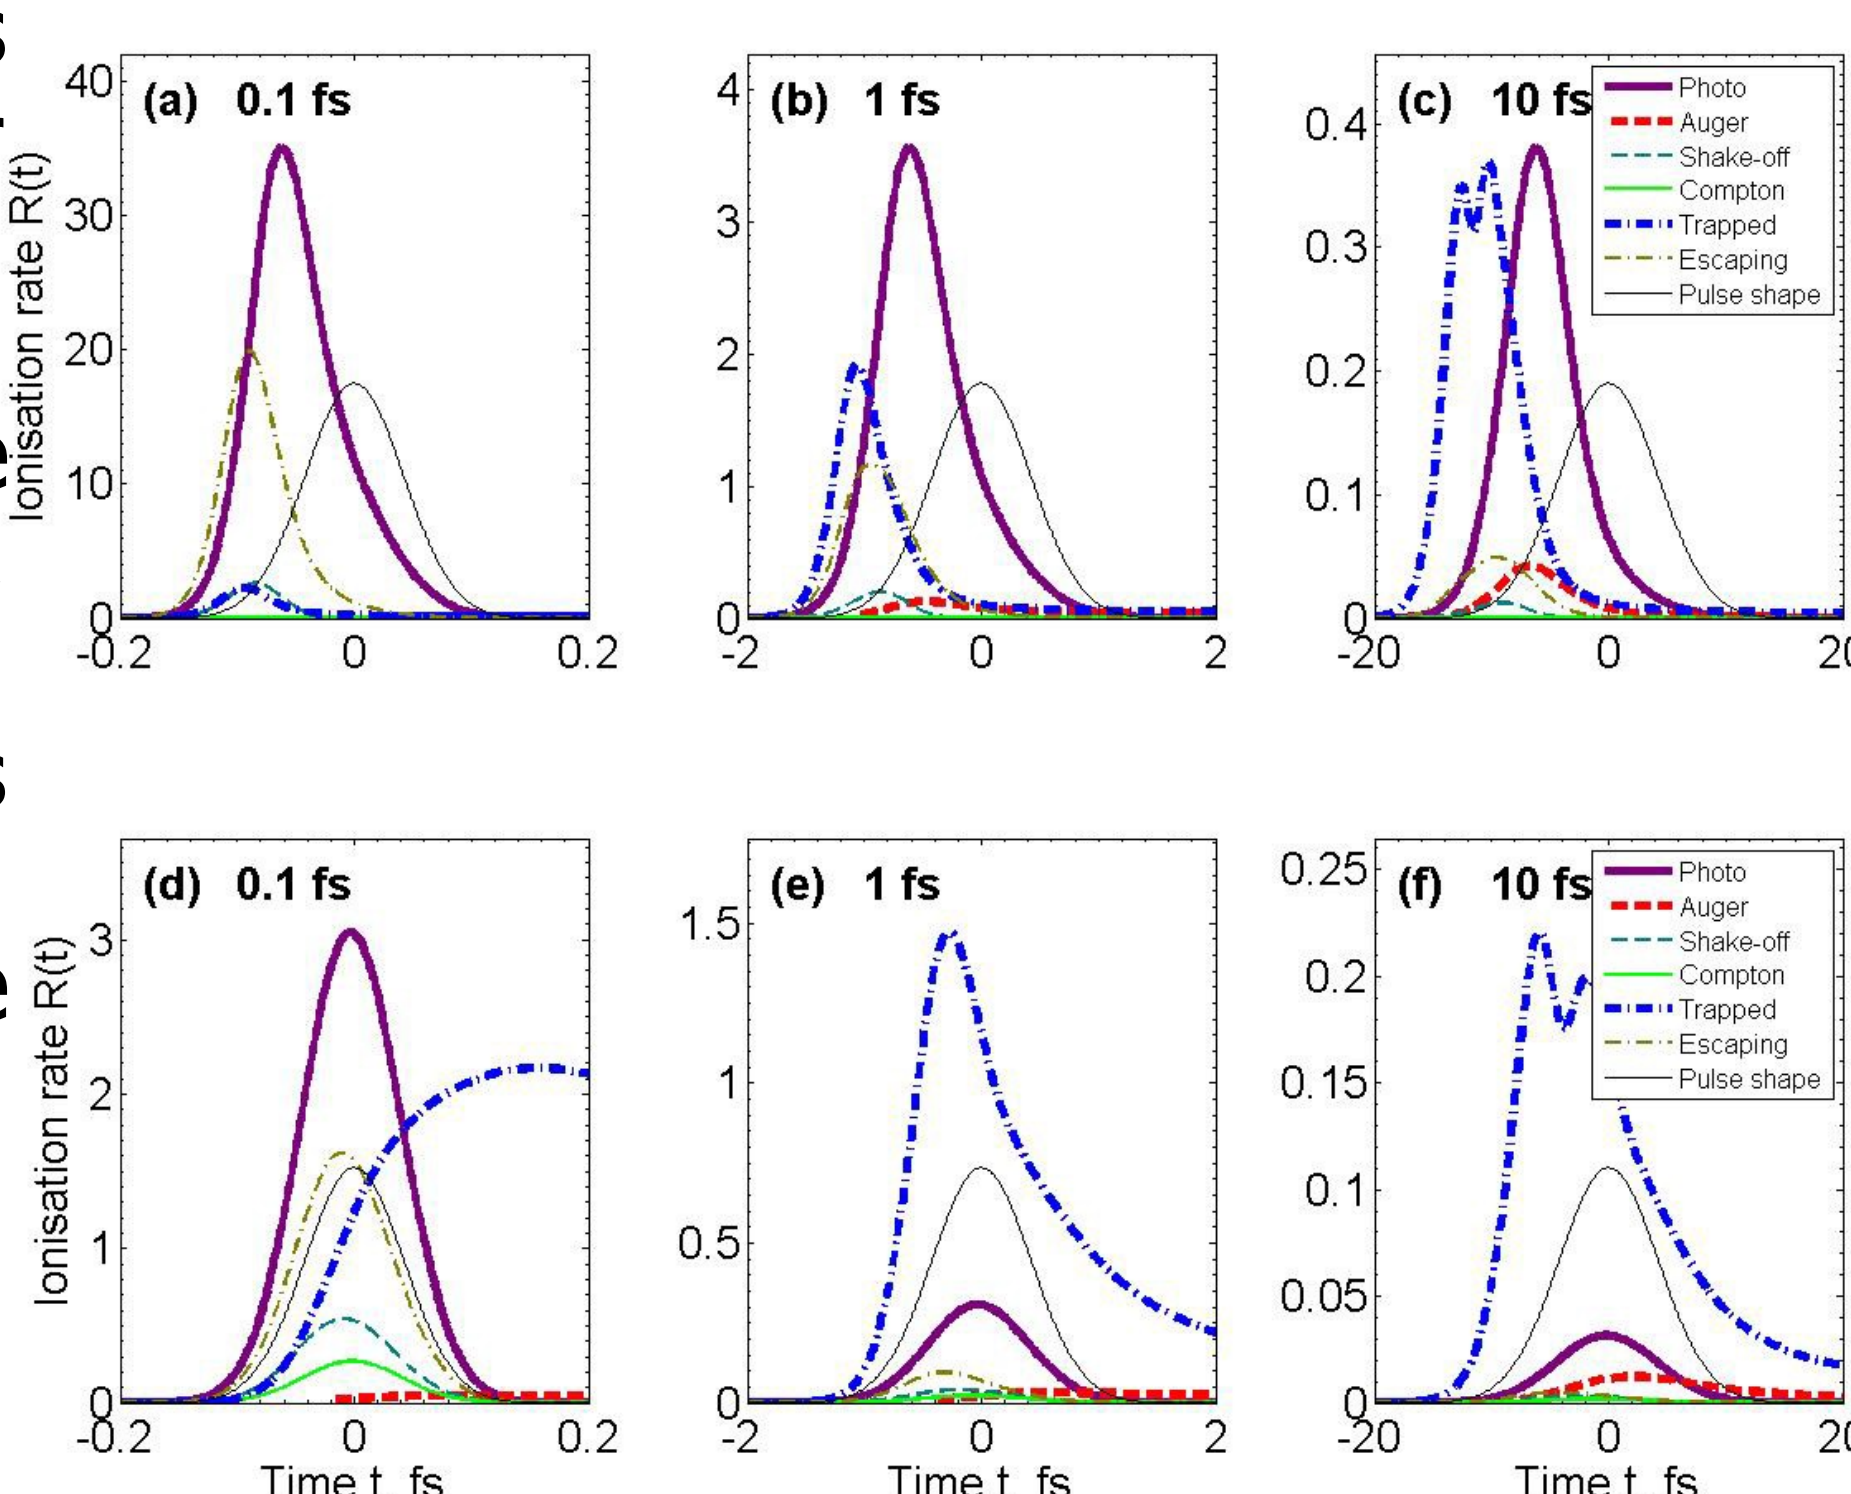 (a) 0.1 fs
40
30
20
10
0
-0.2 0 0.2
Ionisation rate R(t)
(b) 1 fs
4
3
2
1
0
-2 0 2
(c) 10 fs
0.4
0.3
0.2
0.1
0
-20 0 20
Photo
Auger
Shake-off
Compton
Trapped
Escaping
Pulse shape
(d) 0.1 fs
3
2
1
0
-0.2 0 0.2
Ionisation rate R(t)
Time t, fs
(e) 1 fs
1.5
1
0.5
0
-2 0 2
Time t, fs
(f) 10 fs
0.25
0.2
0.15
0.1
0.05
0
-20 0 20
Time t, fs
Photo
Auger
Shake-off
Compton
Trapped
Escaping
Pulse shape